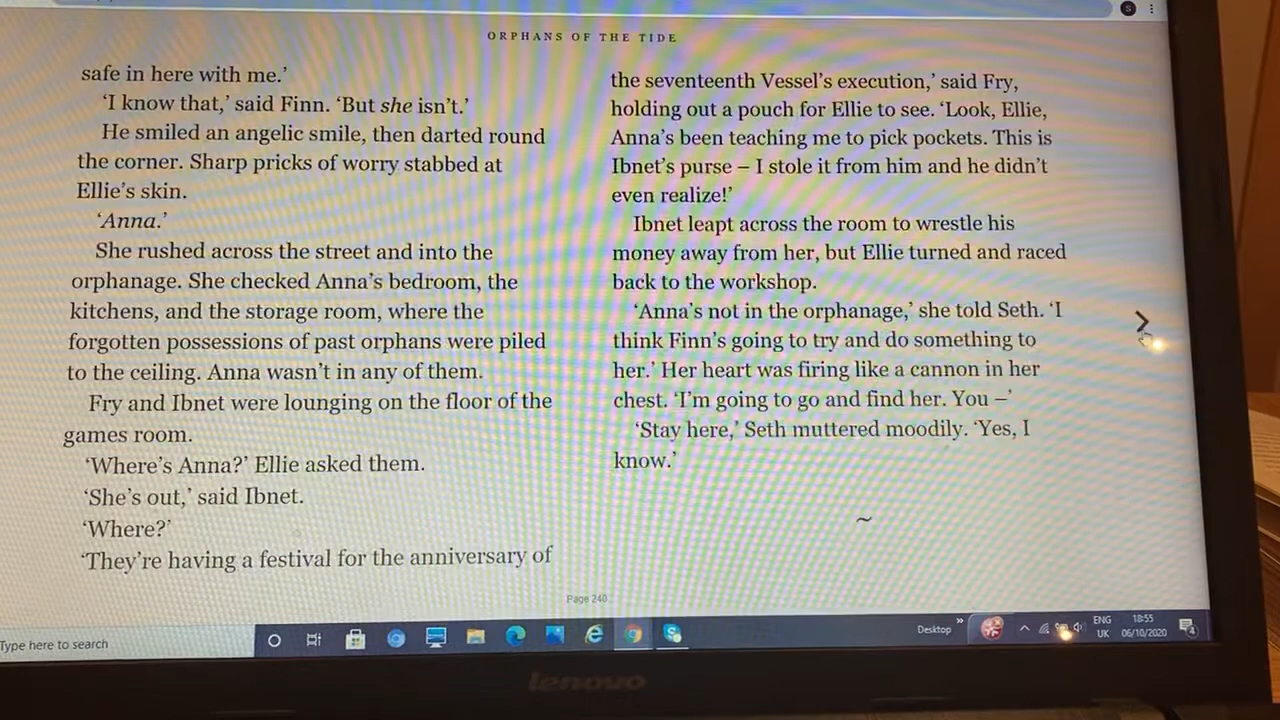 ORPHANS OF THE TIDE
safe in here with me.’
‘I know that,’ said Finn. ‘But she isn’t.’
He smiled an angelic smile, then darted round
the corner. Sharp pricks of worry stabbed at
Ellie’s skin.
‘Anna.’
She rushed across the street and into the
orphanage. She checked Anna’s bedroom, the
kitchens, and the storage room, where the
forgotten possessions of past orphans were piled
to the ceiling. Anna wasn’t in any of them.
Fry and Ibnet were lounging on the floor of the
games room.
‘Where’s Anna?’ Ellie asked them.
‘She’s out,’ said Ibnet.
‘Where?’
‘They’re having a festival for the anniversary of
the seventeenth Vessel’s execution,’ said Fry,
holding out a pouch for Ellie to see. ‘Look, Ellie,
Anna’s been teaching me to pick pockets. This is
Ibnet’s purse – I stole it from him and he didn’t
even realize!’
Ibnet leapt across the room to wrestle his
money away from her, but Ellie turned and raced
back to the workshop.
‘Anna’s not in the orphanage,’ she told Seth. ‘I
think Finn’s going to try and do something to
her.’ Her heart was firing like a cannon in her
chest. ‘I’m going to go and find her. You –’
‘Stay here,’ Seth muttered moodily. ‘Yes, I
know.’
~
Page 240
Type here to search
Desktop
ENG
UK
18:55
06/10/2020
4
lenovo
S